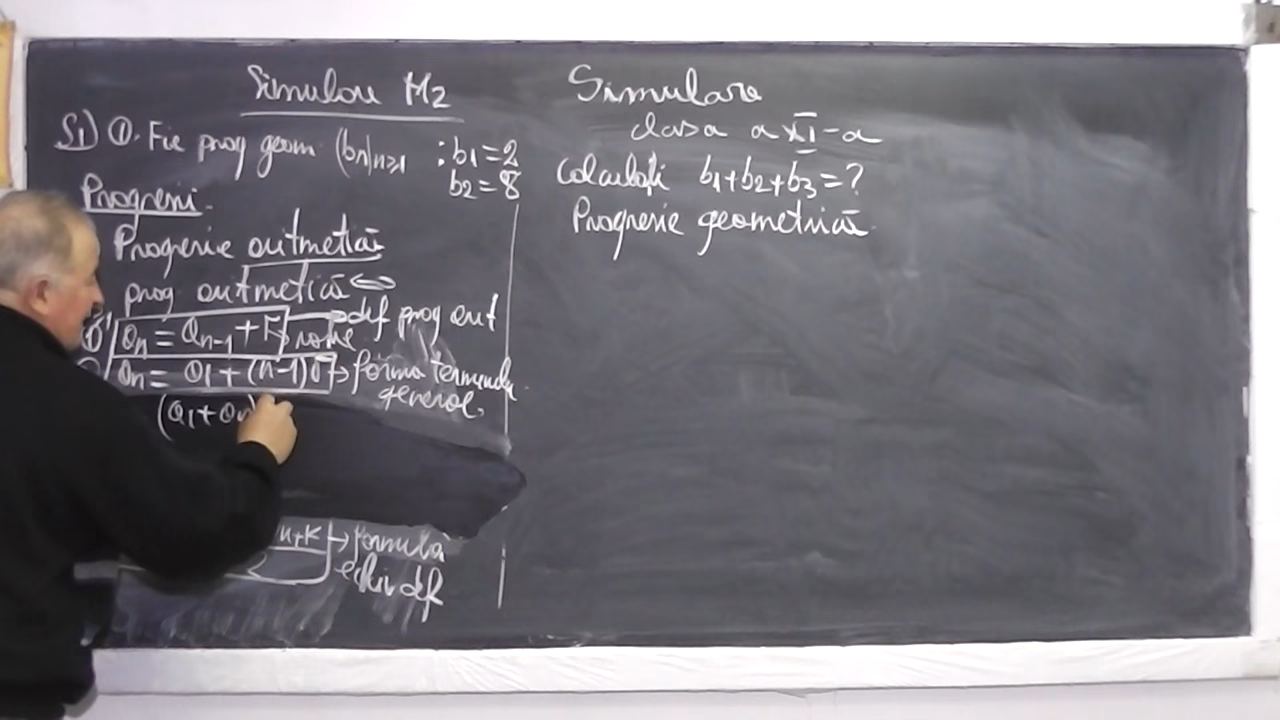 Simulare M2
S1) ①. Fie prog geom (bn)n≥1 : b1=2
b2=8
Progresii.
Progresie aritmetică
prog aritmetică ⇔
1) an = an-1 + r → def prog arit
rație
an = a1 + (n-1)r → forma termenului
general.
(a1+an)
n+k → formula
echiv def
Simulare
clasa a XI-a
Calculați b1+b2+b3=?
Progresie geometrică